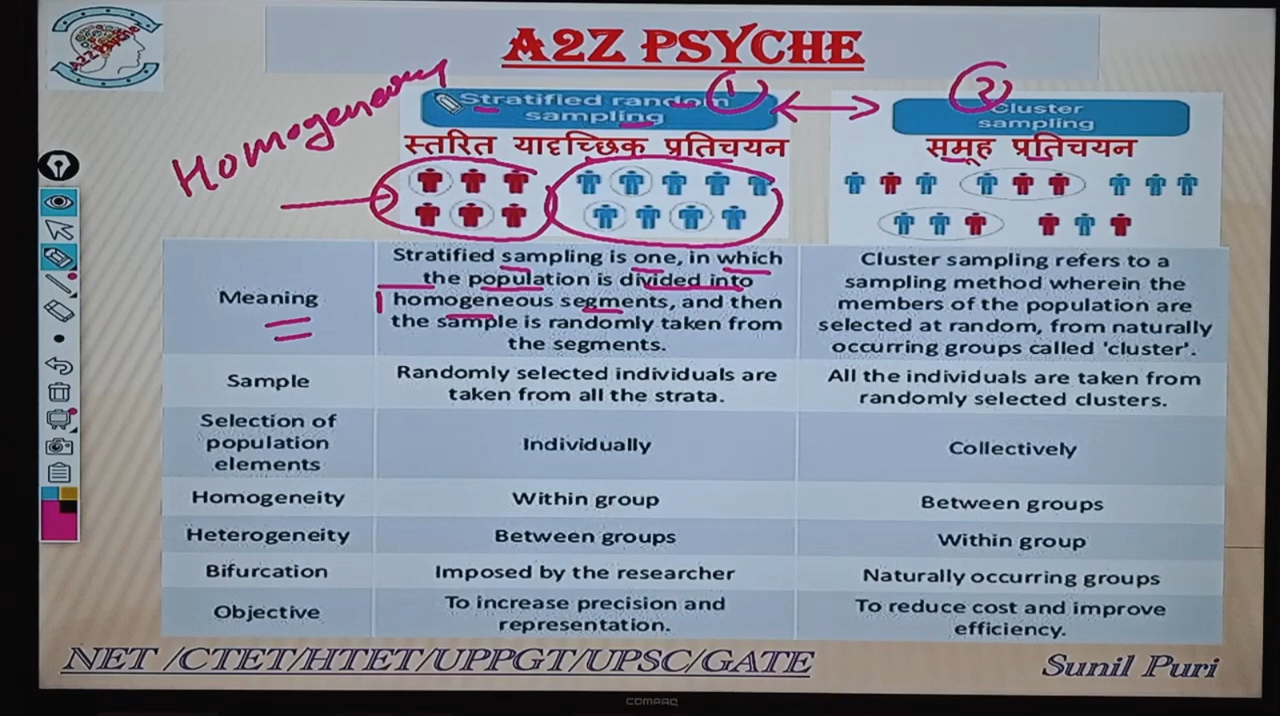 A2Z PSYCHE
A2Z PSYCHE
Homogeneous
1
2
Stratified random
sampling
Cluster
sampling
स्तरित यादृच्छिक प्रतिचयन
समूह प्रतिचयन
Meaning
Stratified sampling is one, in which
the population is divided into
homogeneous segments, and then
the sample is randomly taken from
the segments.
Cluster sampling refers to a
sampling method wherein the
members of the population are
selected at random, from naturally
occurring groups called 'cluster'.
Sample
Randomly selected individuals are
taken from all the strata.
All the individuals are taken from
randomly selected clusters.
Selection of
population
elements
Individually
Collectively
Homogeneity
Within group
Between groups
Heterogeneity
Between groups
Within group
Bifurcation
Imposed by the researcher
Naturally occurring groups
Objective
To increase precision and
representation.
To reduce cost and improve
efficiency.
NET /CTET/HTET/UPPGT/UPSC/GATE
Sunil Puri
COMPAQ